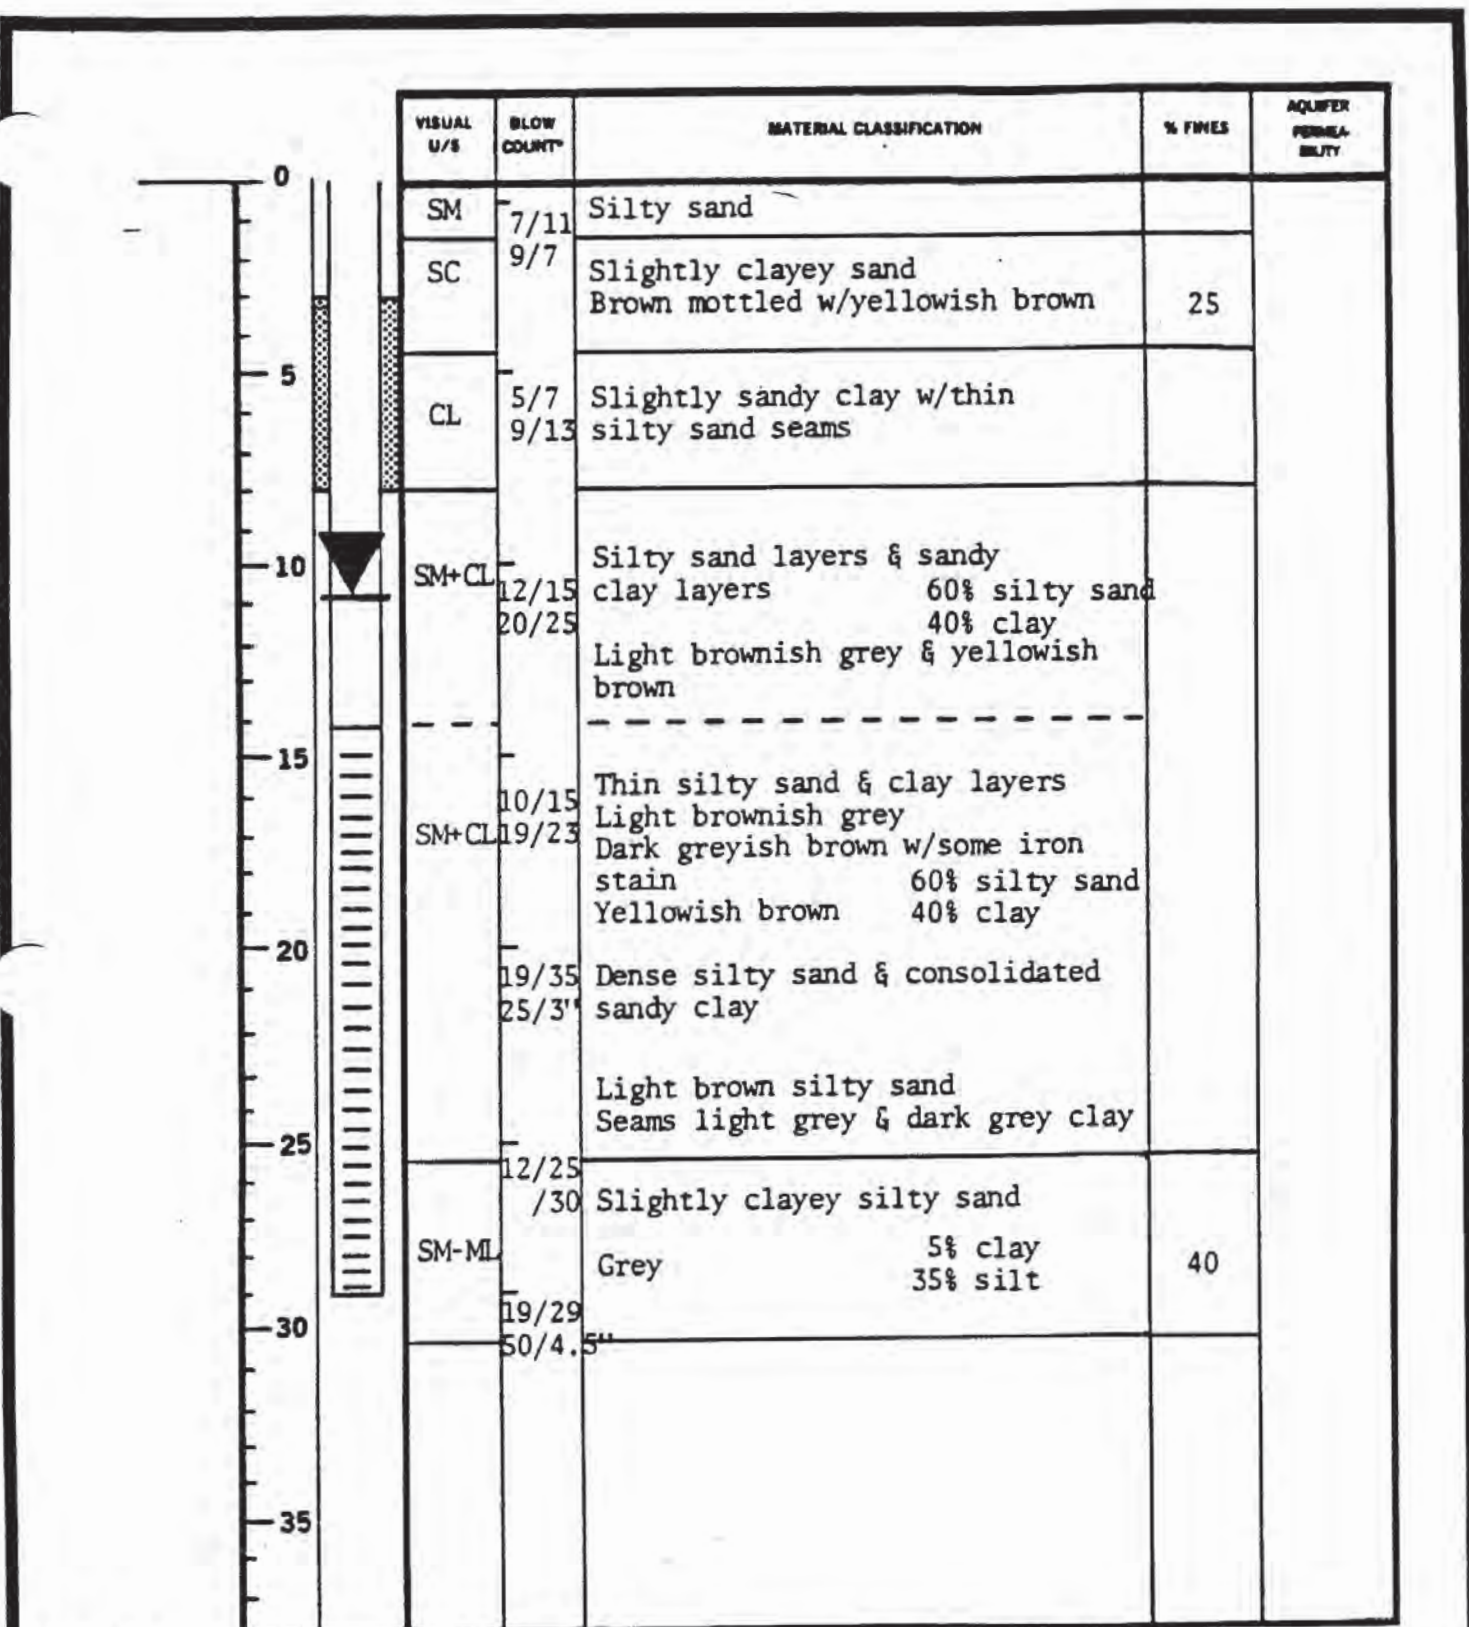 VISUAL U/S
BLOW COUNT*
MATERIAL CLASSIFICATION
% FINES
AQUIFER PERMEA-BILITY
0
SM
7/11
Silty sand
SC
9/7
Slightly clayey sand
Brown mottled w/yellowish brown
25
5
CL
5/7
Slightly sandy clay w/thin
9/13
silty sand seams
10
SM+CL
Silty sand layers & sandy
12/15
clay layers 60% silty sand
20/25
40% clay
Light brownish grey & yellowish
brown
15
Thin silty sand & clay layers
10/15
Light brownish grey
SM+CL
19/23
Dark greyish brown w/some iron
stain 60% silty sand
Yellowish brown 40% clay
20
19/35
Dense silty sand & consolidated
25/3"
sandy clay
Light brown silty sand
Seams light grey & dark grey clay
25
12/25
/30
Slightly clayey silty sand
SM-ML
5% clay
Grey
35% silt
40
19/29
30
50/4.5"
35